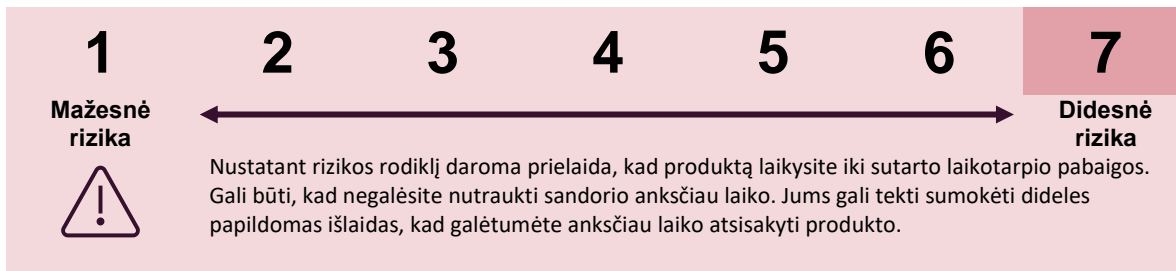 1 2 3 4 5 6 7
Mažesnė
rizika
Didesnė
rizika
Nustatant rizikos rodiklį daroma prielaida, kad produktą laikysite iki sutarto laikotarpio pabaigos.
Gali būti, kad negalėsite nutraukti sandorio anksčiau laiko. Jums gali tekti sumokėti dideles
papildomas išlaidas, kad galėtumėte anksčiau laiko atsisakyti produkto.